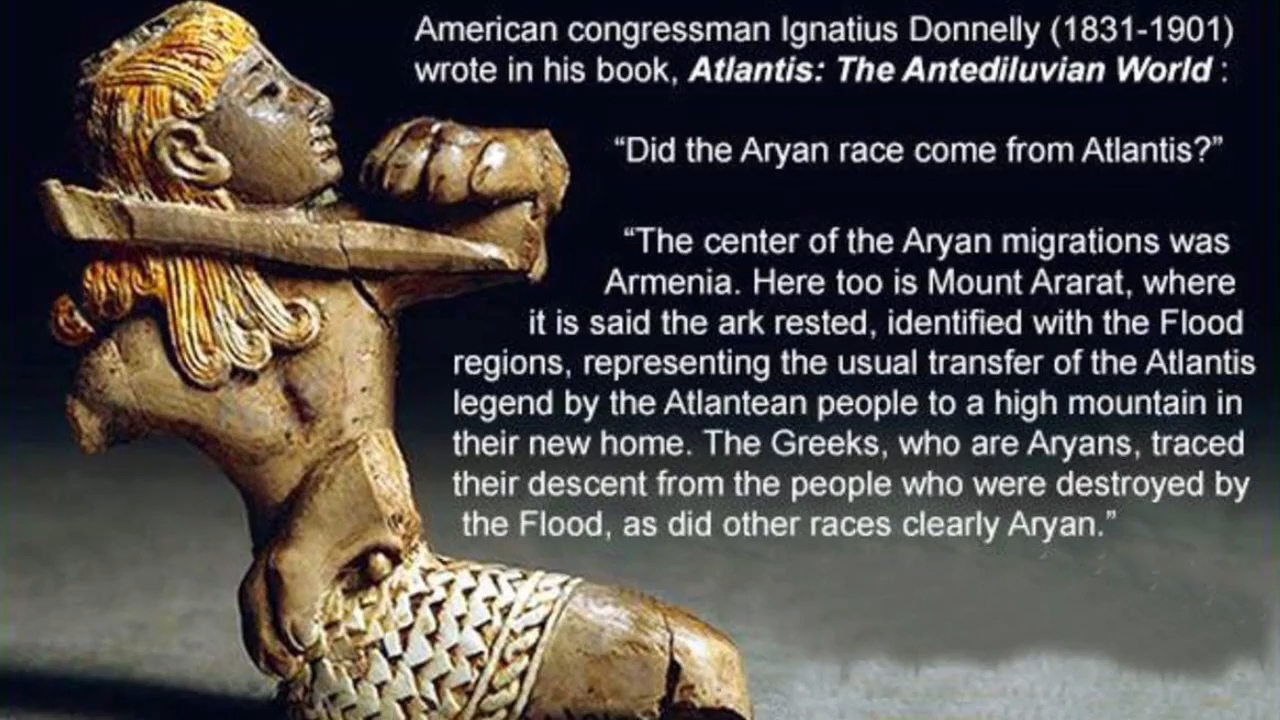 American congressman Ignatius Donnelly (1831-1901)
wrote in his book, Atlantis: The Antediluvian World :
“Did the Aryan race come from Atlantis?”
“The center of the Aryan migrations was
Armenia. Here too is Mount Ararat, where
it is said the ark rested, identified with the Flood
regions, representing the usual transfer of the Atlantis
legend by the Atlantean people to a high mountain in
their new home. The Greeks, who are Aryans, traced
their descent from the people who were destroyed by
the Flood, as did other races clearly Aryan.”